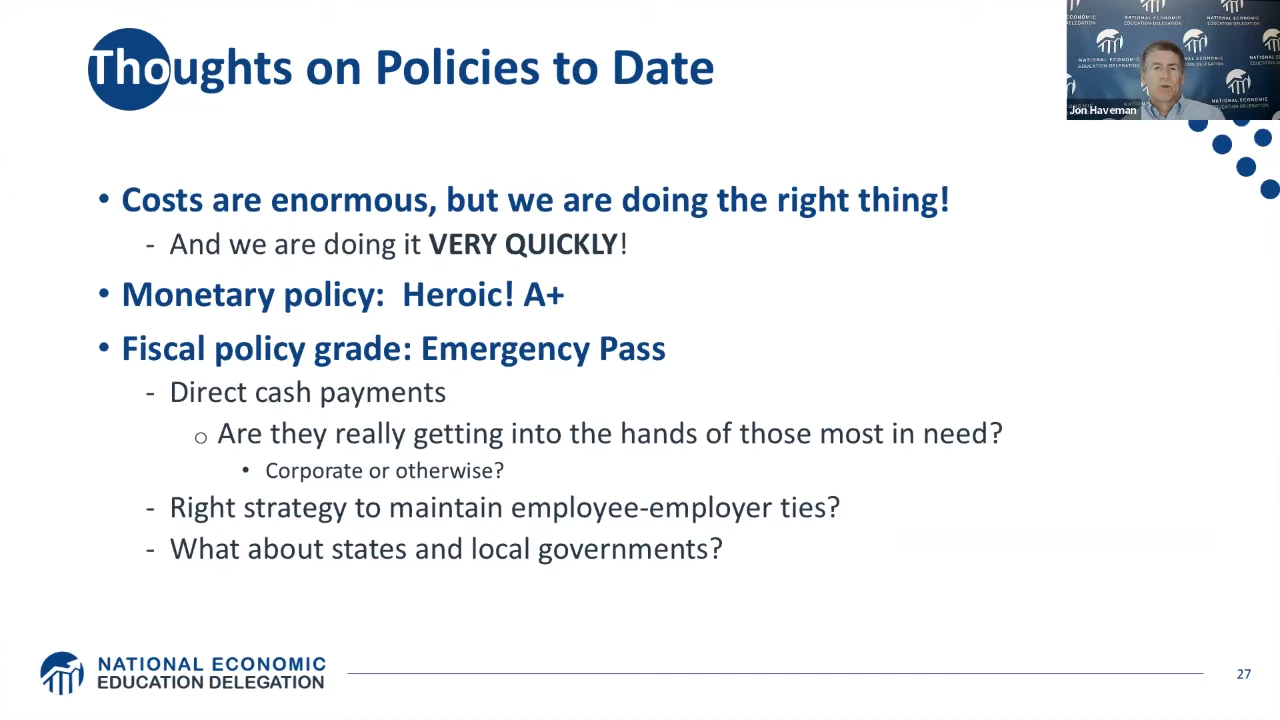 Thoughts on Policies to Date
Jon Haveman
• Costs are enormous, but we are doing the right thing!
- And we are doing it VERY QUICKLY!
• Monetary policy: Heroic! A+
• Fiscal policy grade: Emergency Pass
- Direct cash payments
o Are they really getting into the hands of those most in need?
• Corporate or otherwise?
- Right strategy to maintain employee-employer ties?
- What about states and local governments?
NATIONAL ECONOMIC
EDUCATION DELEGATION
27